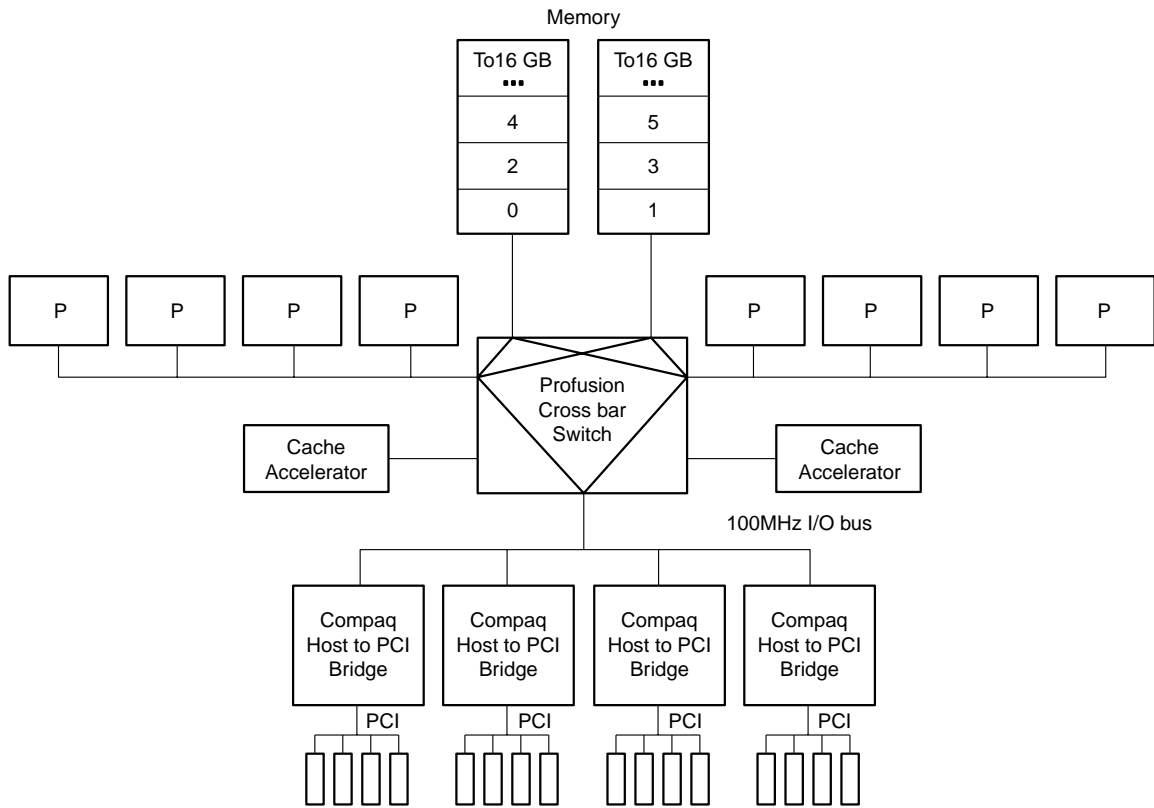 Memory
To16 GB
...
4
2
0
To16 GB
...
5
3
1
P
P
P
P
P
P
P
P
Profusion
Cross bar
Switch
Cache
Accelerator
Cache
Accelerator
100MHz I/O bus
Compaq
Host to PCI
Bridge
Compaq
Host to PCI
Bridge
Compaq
Host to PCI
Bridge
Compaq
Host to PCI
Bridge
PCI
PCI
PCI
PCI